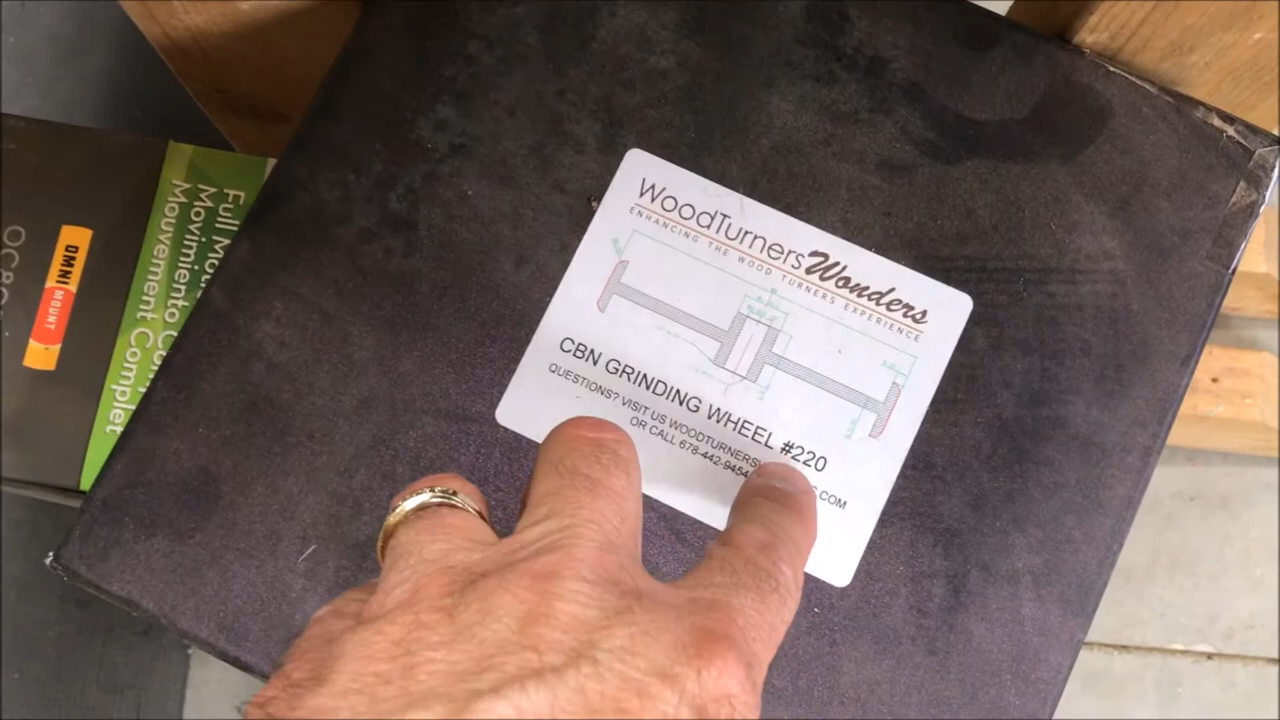 WoodTurnersWonders
ENHANCING THE WOOD TURNERS EXPERIENCE
CBN GRINDING WHEEL #220
QUESTIONS? VISIT US WOODTURNERS
S.COM
OR CALL 678-442-9454
OMNI MOUNT
Full Mo
Movimiento Co
Mouvement Complet